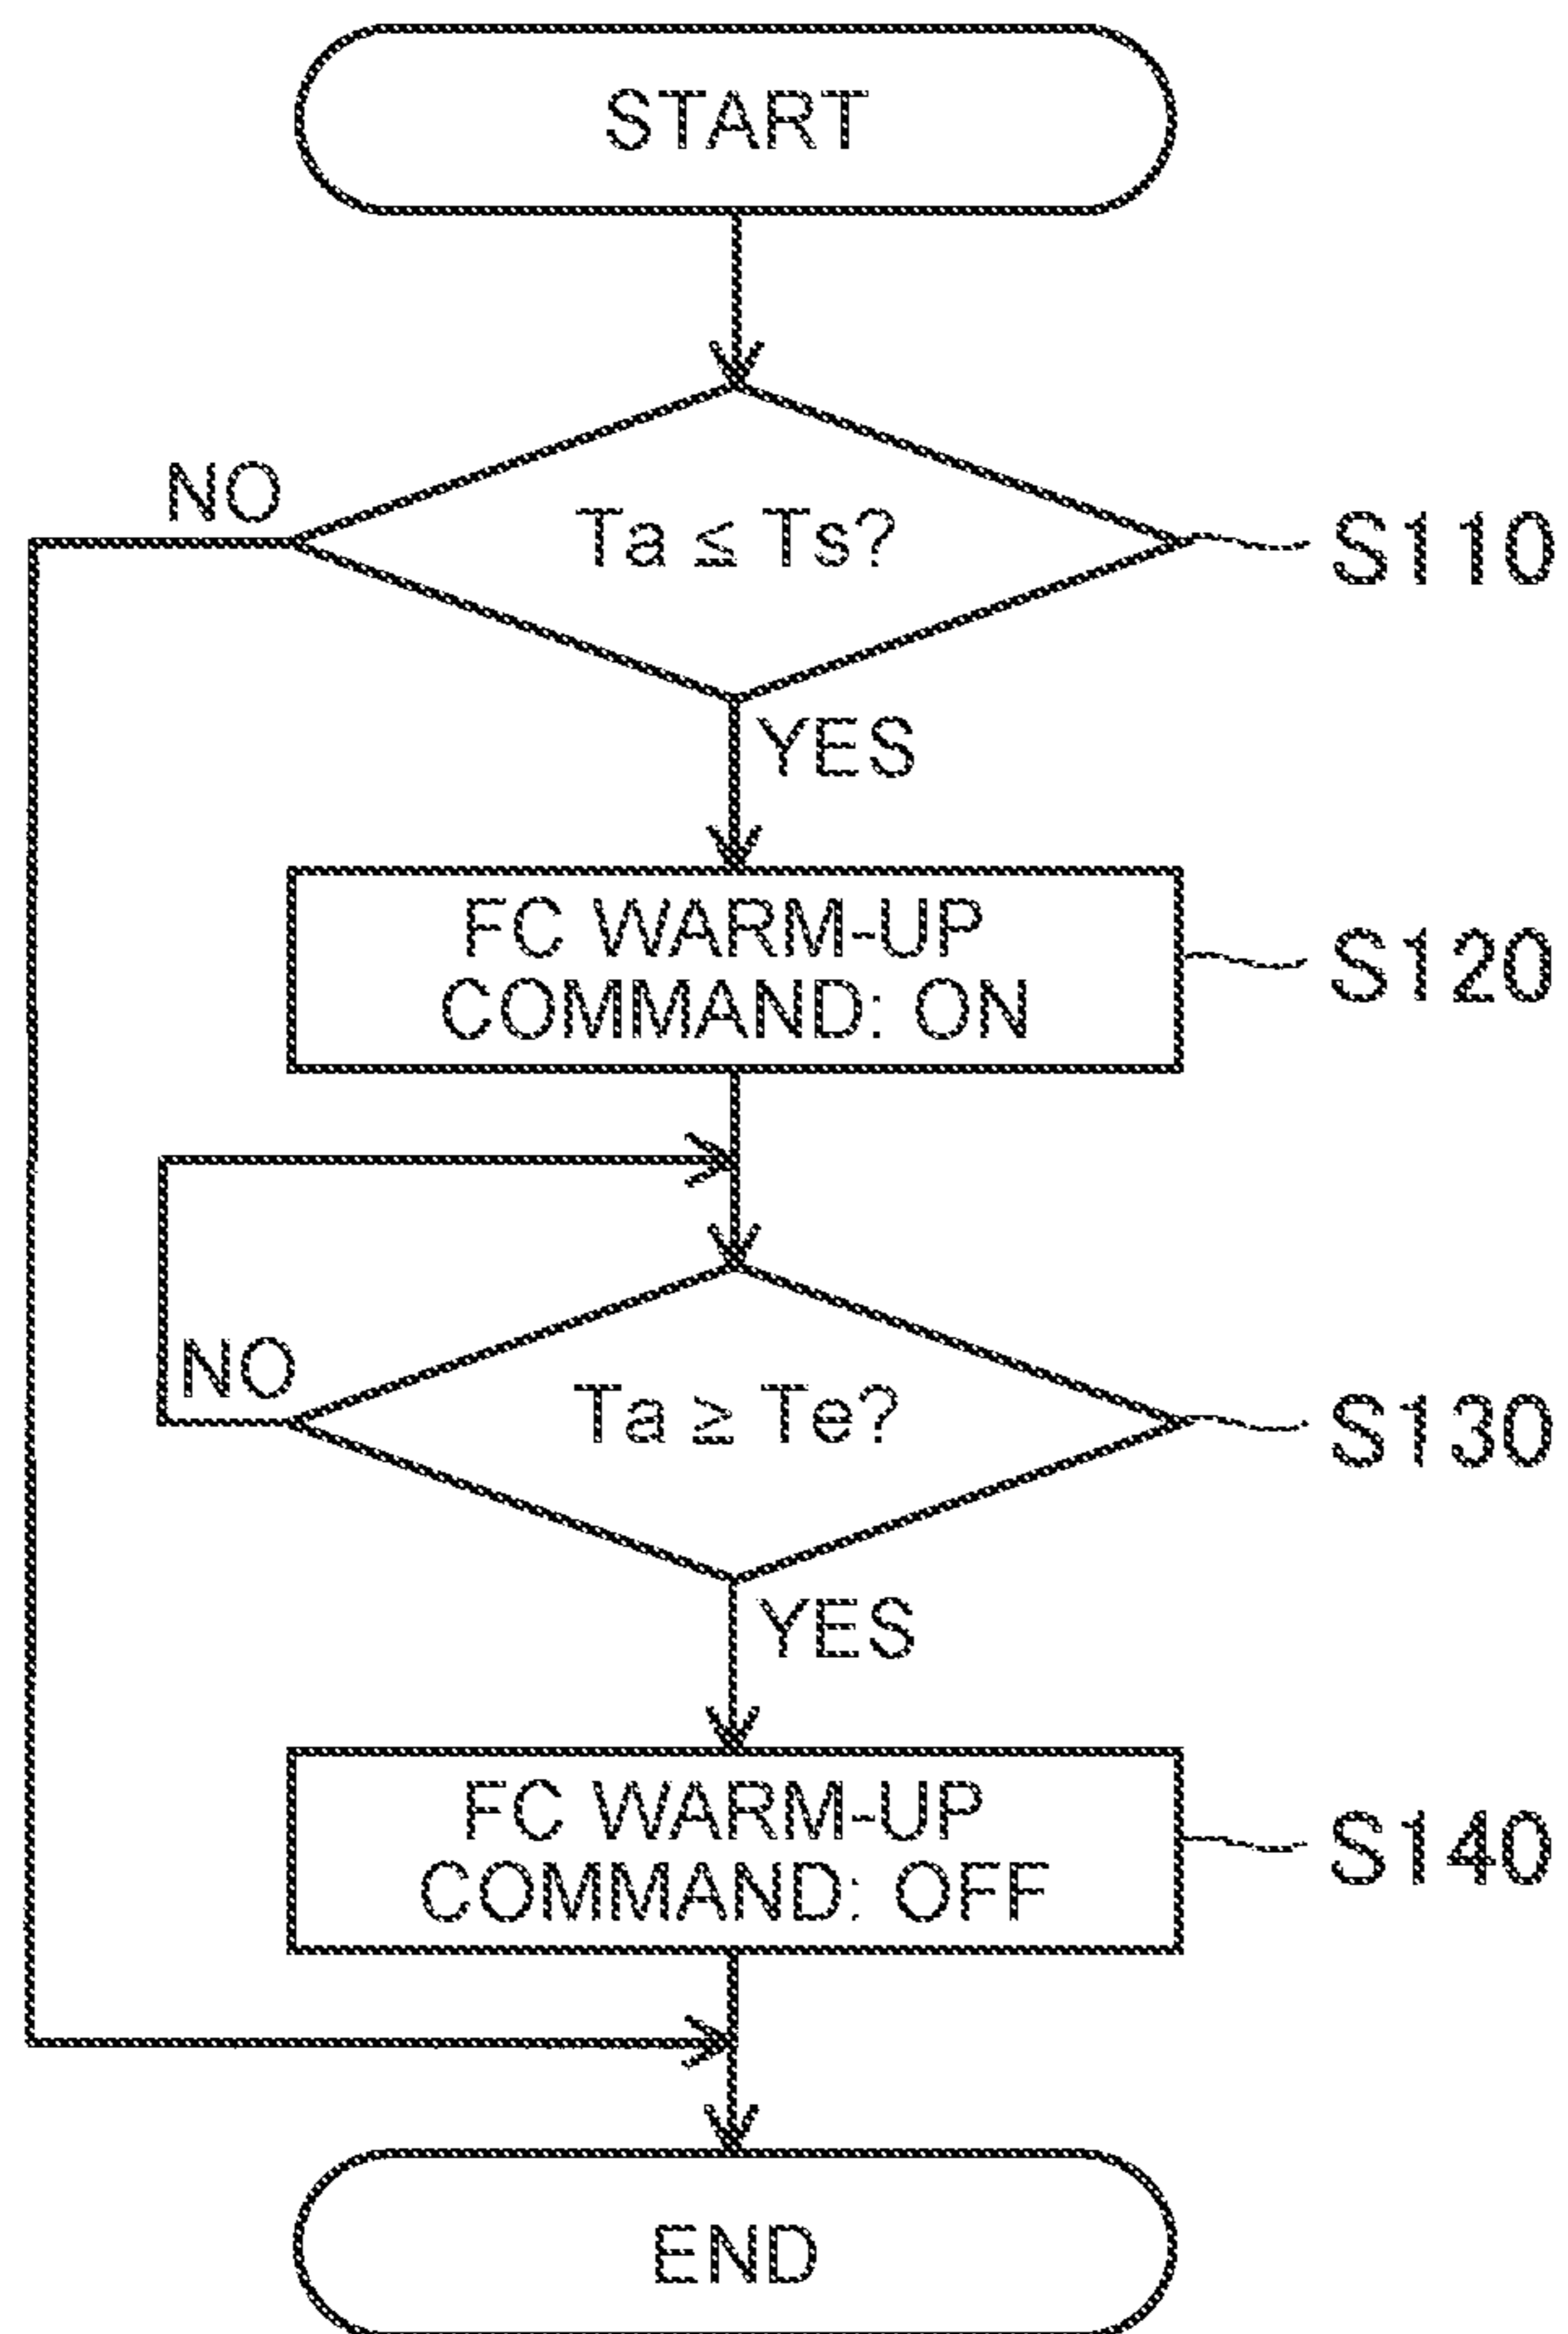 START
NO
Ta ≤ Ts?
S110
YES
FC WARM-UP
COMMAND: ON
S120
NO
Ta ≥ Te?
S130
YES
FC WARM-UP
COMMAND: OFF
S140
END